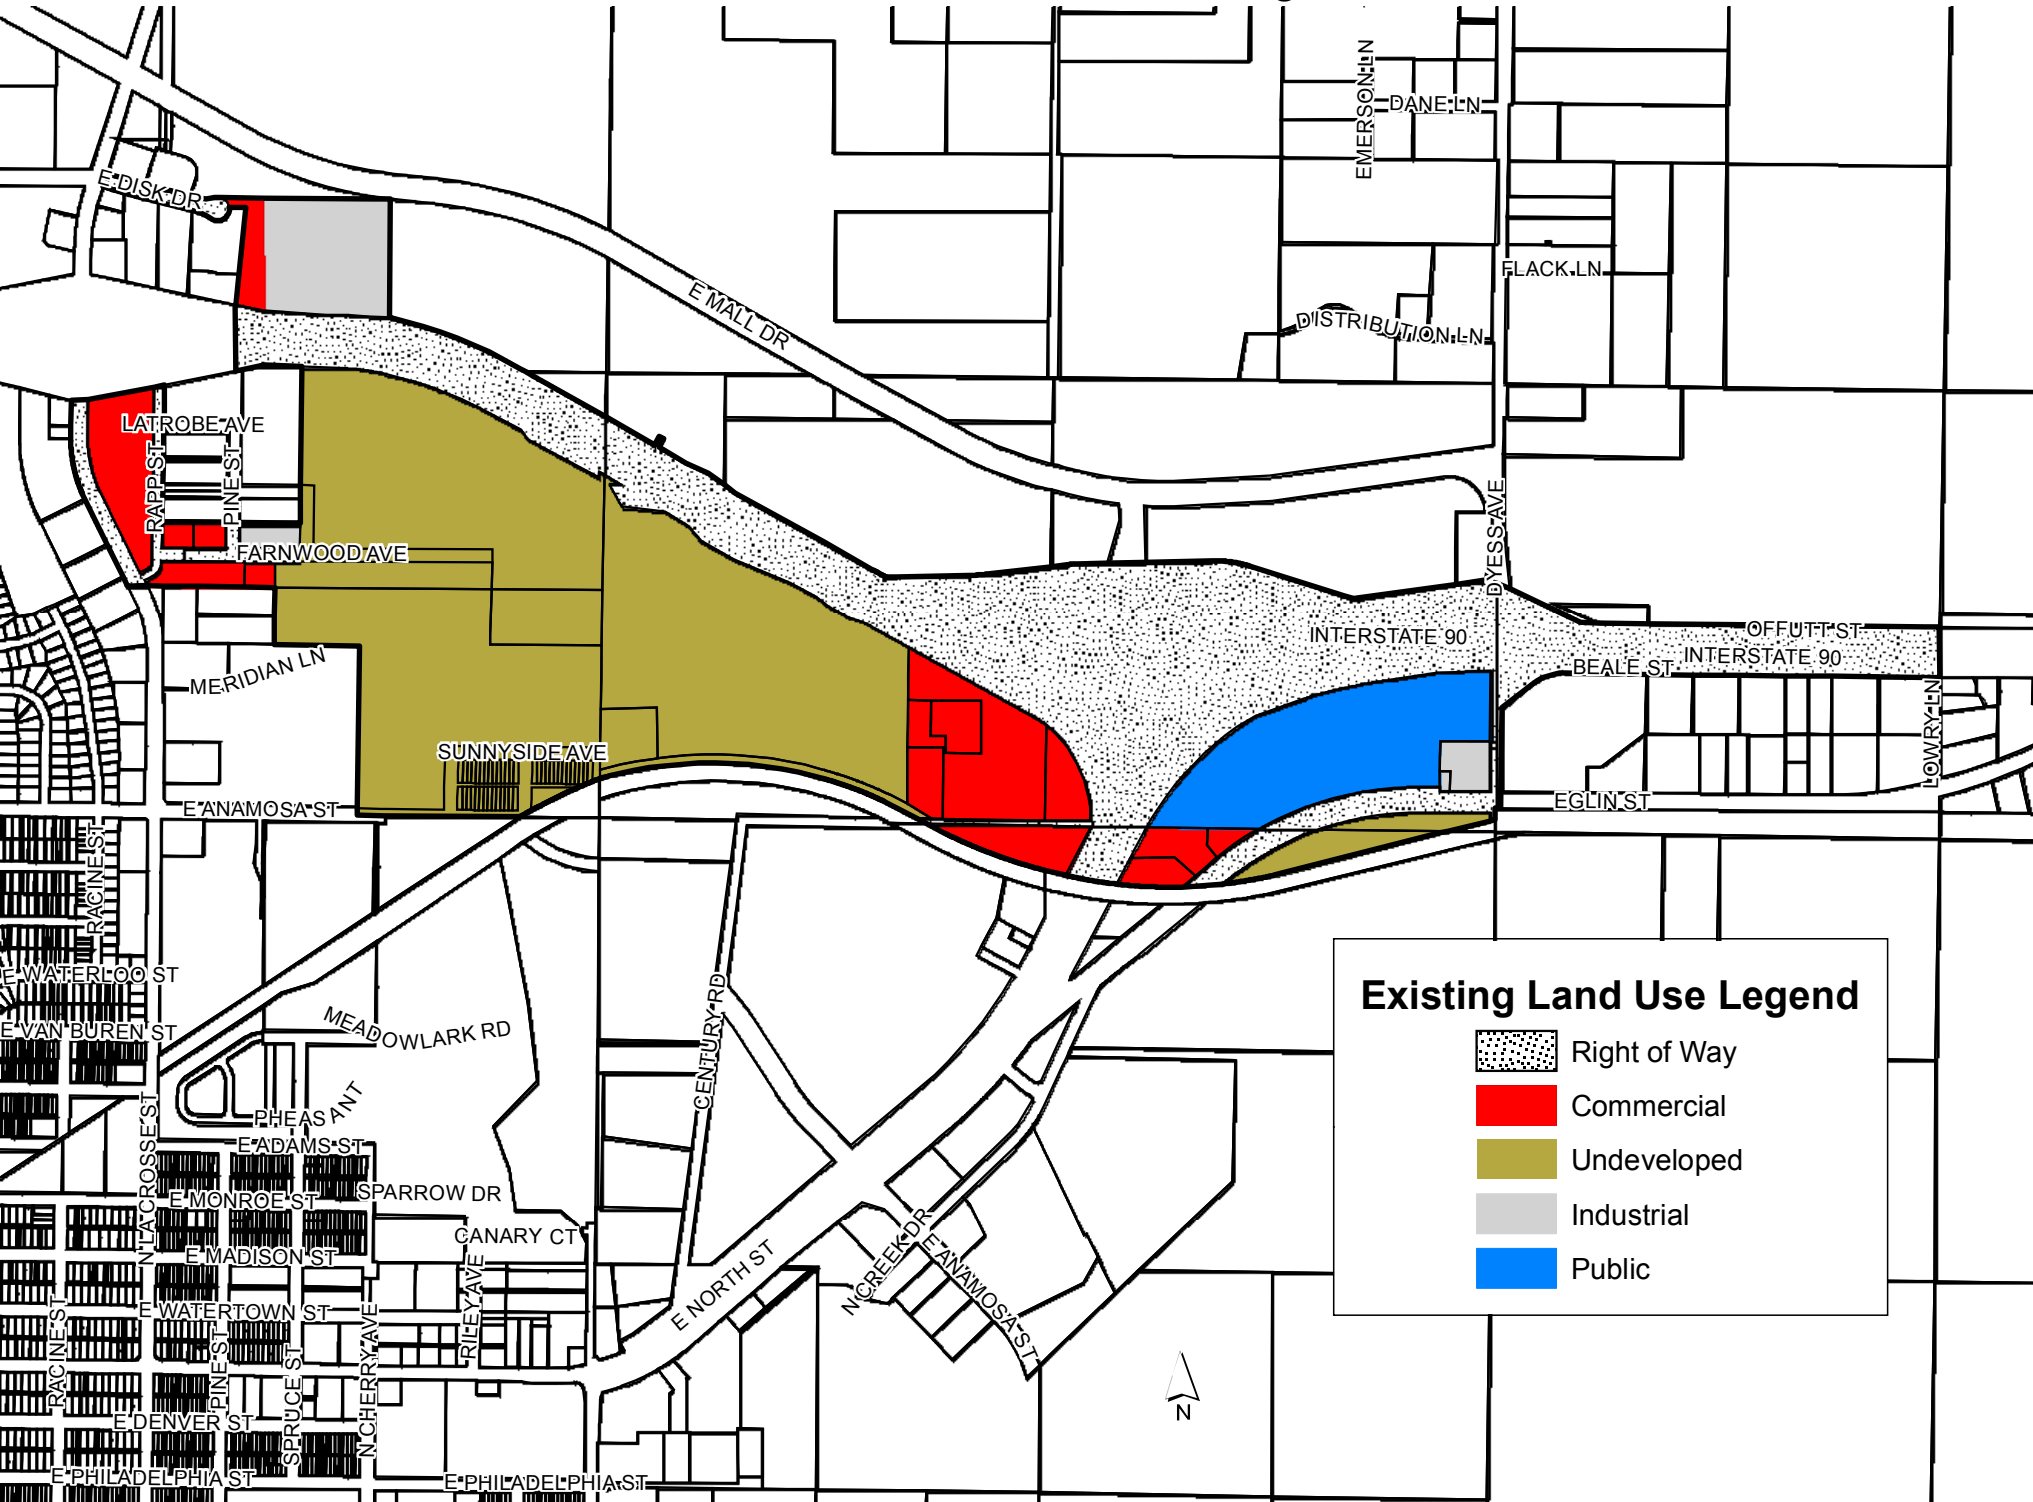 EMERSON LN
DANE LN
E DISK DR
FLACK LN
E MALL DR
DISTRIBUTION LN
LATROBE AVE
RAPP ST
PINE ST
DYESS AVE
FARNWOOD AVE
INTERSTATE 90
OFFUTT ST
INTERSTATE 90
BEALE ST
MERIDIAN LN
LOWRY LN
SUNNYSIDE AVE
E ANAMOSA ST
EGLIN ST
RACINE ST
E WATERLOO ST
E VAN BUREN ST
MEADOWLARK RD
CENTURY RD
Existing Land Use Legend
Right of Way
Commercial
Undeveloped
Industrial
Public
PHEASANT
N LACROSSE ST
E ADAMS ST
E MONROE ST
SPARROW DR
CANARY CT
E MADISON ST
RILEY AVE
E NORTH ST
N CREEK DR
E ANAMOSA ST
E WATERTOWN ST
RACINE ST
PINE ST
SPRUCE ST
N CHERRY AVE
E DENVER ST
N
E PHILADELPHIA ST
E PHILADELPHIA ST